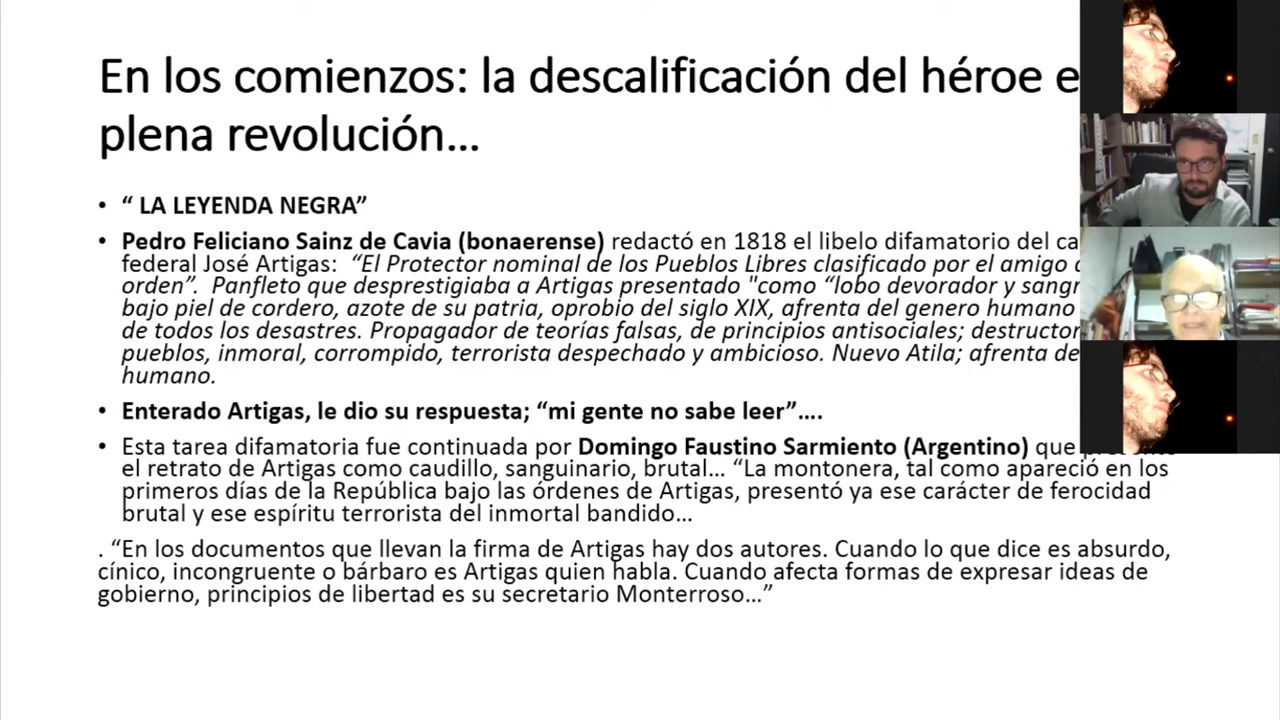 En los comienzos: la descalificación del héroe e
plena revolución…
• “ LA LEYENDA NEGRA”
• Pedro Feliciano Sainz de Cavia (bonaerense) redactó en 1818 el libelo difamatorio del ca
federal José Artigas: “El Protector nominal de los Pueblos Libres clasificado por el amigo
orden”. Panfleto que desprestigiaba a Artigas presentado "como “lobo devorador y sangr
bajo piel de cordero, azote de su patria, oprobio del siglo XIX, afrenta del genero humano
de todos los desastres. Propagador de teorías falsas, de principios antisociales; destructor
pueblos, inmoral, corrompido, terrorista despechado y ambicioso. Nuevo Atila; afrenta de
humano.
• Enterado Artigas, le dio su respuesta; “mi gente no sabe leer”….
• Esta tarea difamatoria fue continuada por Domingo Faustino Sarmiento (Argentino) que
el retrato de Artigas como caudillo, sanguinario, brutal… “La montonera, tal como apareció en los
primeros días de la República bajo las órdenes de Artigas, presentó ya ese carácter de ferocidad
brutal y ese espíritu terrorista del inmortal bandido…
. “En los documentos que llevan la firma de Artigas hay dos autores. Cuando lo que dice es absurdo,
cínico, incongruente o bárbaro es Artigas quien habla. Cuando afecta formas de expresar ideas de
gobierno, principios de libertad es su secretario Monterroso…”